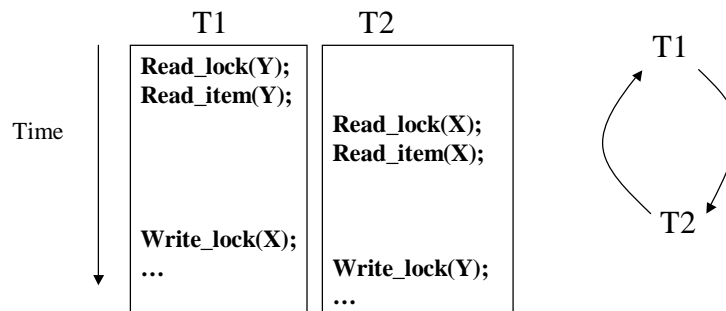 T1 T2
Read_lock(Y);
Read_item(Y);
Time
Read_lock(X);
Read_item(X);
Write_lock(X);
…
Write_lock(Y);
…
T1
T2